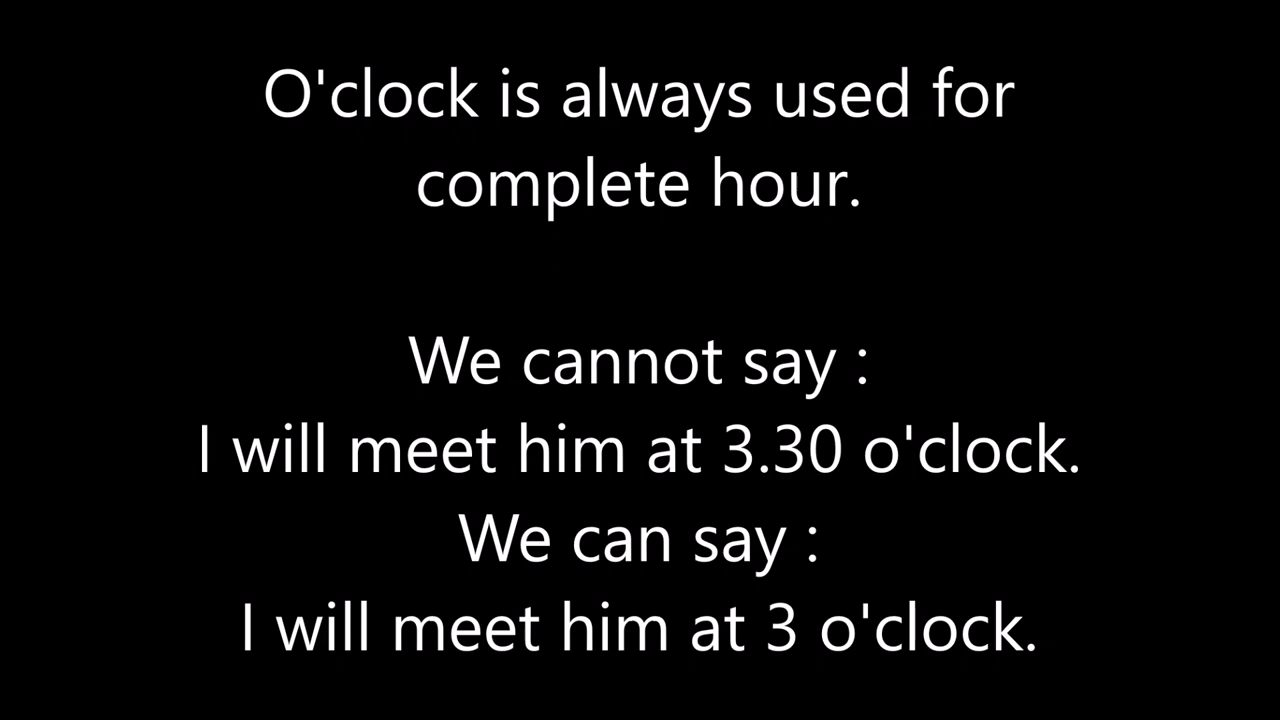 O'clock is always used for
complete hour.
We cannot say :
I will meet him at 3.30 o'clock.
We can say :
I will meet him at 3 o'clock.